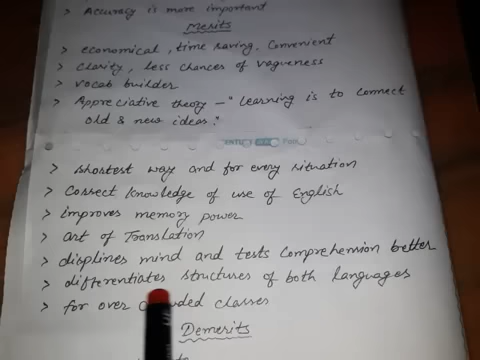 > Accuracy is more important
Merits
> economical, time saving, Convenient
> Clarity, less chances of vagueness
> vocab builder
> Appreciative theory - "learning is to connect
old & new ideas."
> shortest way and for every situation
> Correct knowledge of use of English
> improves memory power
> art of Translation
> displines mind and tests Comprehension better
> differentiates structures of both languages
> for over classes
Demerits